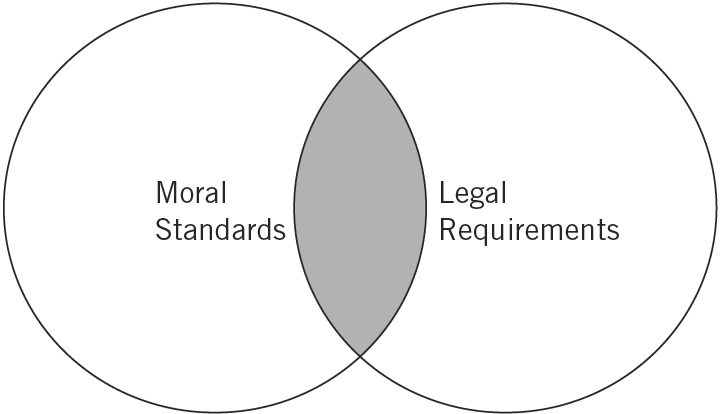 Moral
Standards
Legal
Requirements